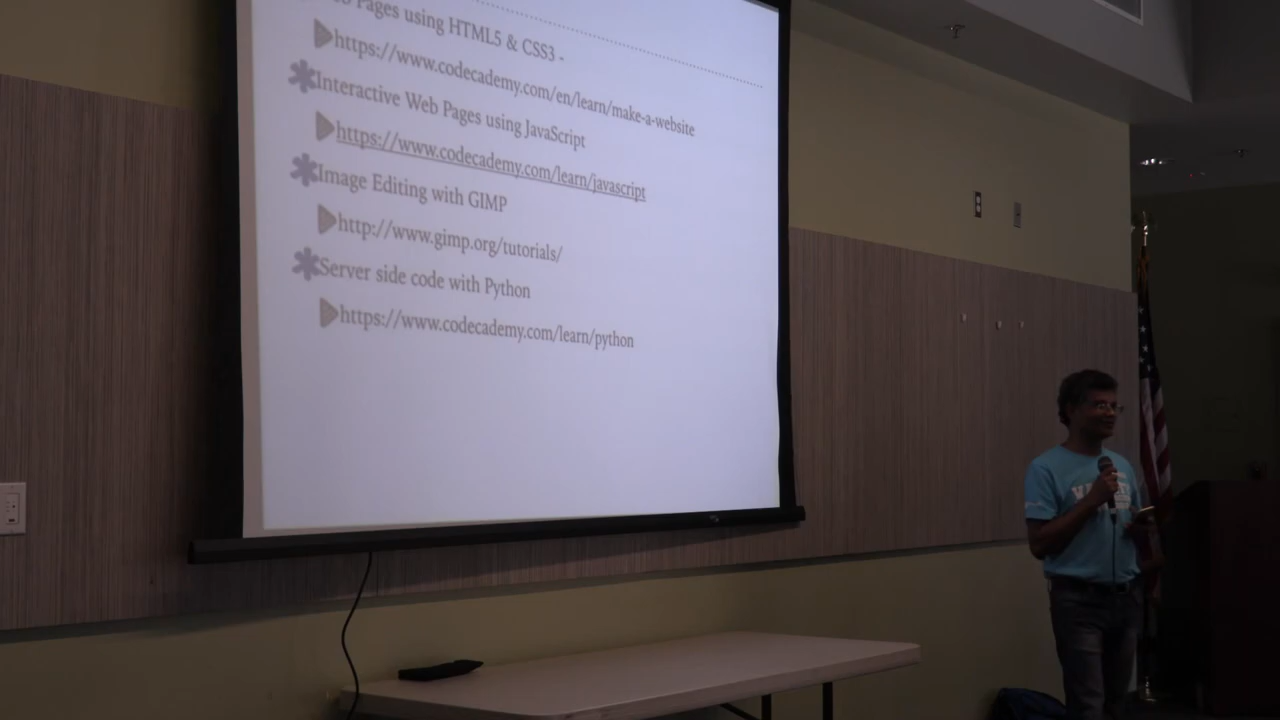 Pages using HTML5 & CSS3 -
https://www.codecademy.com/en/learn/make-a-website
Interactive Web Pages using JavaScript
https://www.codecademy.com/learn/javascript
Image Editing with GIMP
http://www.gimp.org/tutorials/
Server side code with Python
https://www.codecademy.com/learn/python